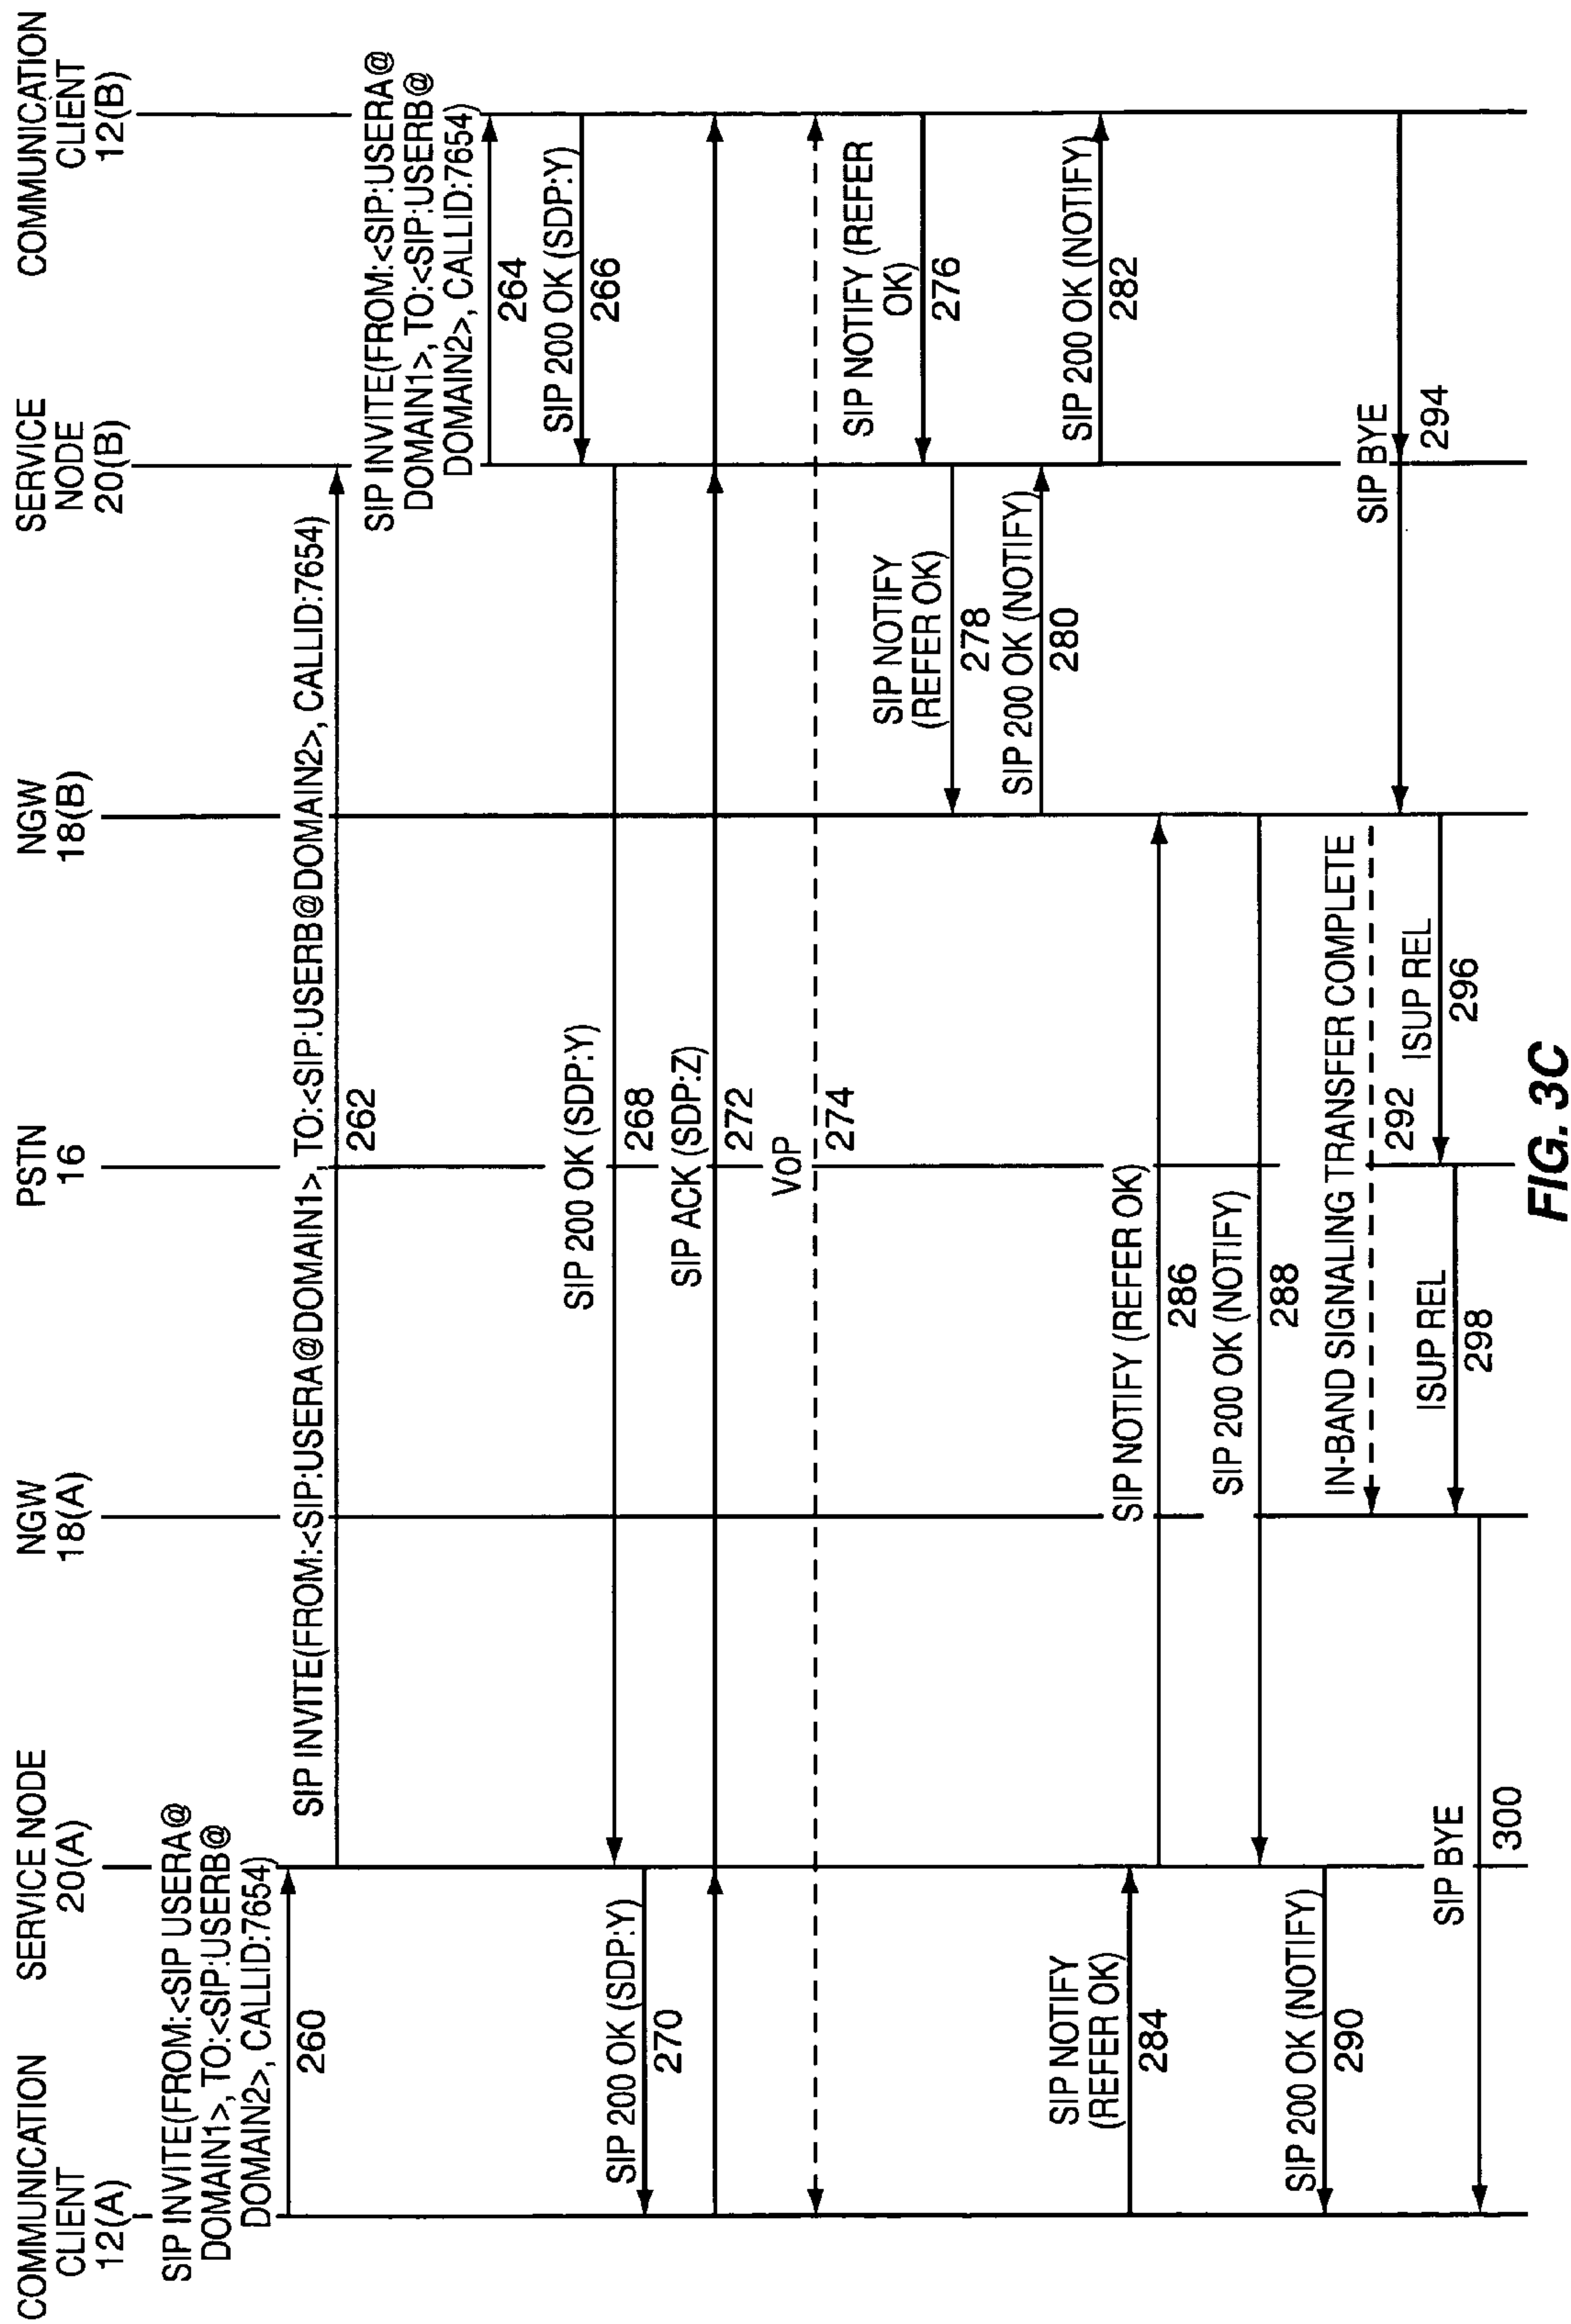 COMMUNICATION
CLIENT
12(A)
SERVICE NODE
20(A)
NGW
18(A)
PSTN
16
NGW
18(B)
SERVICE
NODE
20(B)
COMMUNICATION
CLIENT
12(B)
SIP INVITE(FROM:<SIP USERA@
DOMAIN1>, TO:<SIP:USERB@
DOMAIN2>, CALLID:7654)
260
SIP INVITE(FROM:<SIP:USERA@DOMAIN1>, TO:<SIP:USERB@DOMAIN2>, CALLID:7654)
262
SIP INVITE(FROM:<SIP:USERA@
DOMAIN1>, TO:<SIP:USERB@
DOMAIN2>, CALLID:7654)
264
SIP 200 OK (SDP:Y)
266
SIP 200 OK (SDP:Y)
268
SIP 200 OK (SDP:Y)
270
SIP ACK (SDP:Z)
272
VOP
274
SIP NOTIFY (REFER
OK)
276
SIP NOTIFY
(REFER OK)
278
SIP 200 OK (NOTIFY)
280
SIP 200 OK (NOTIFY)
282
SIP NOTIFY
(REFER OK)
284
SIP NOTIFY (REFER OK)
286
SIP 200 OK (NOTIFY)
288
SIP 200 OK (NOTIFY)
290
IN-BAND SIGNALING TRANSFER COMPLETE
292
SIP BYE
294
ISUP REL
296
ISUP REL
298
SIP BYE
300
FIG. 3C